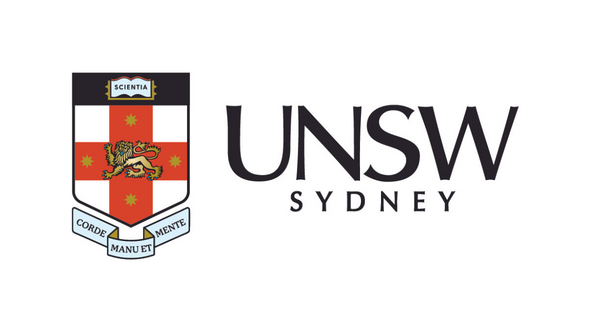 SCIENTIA
CORDE
MANU ET
MENTE
UNSW
SYDNEY